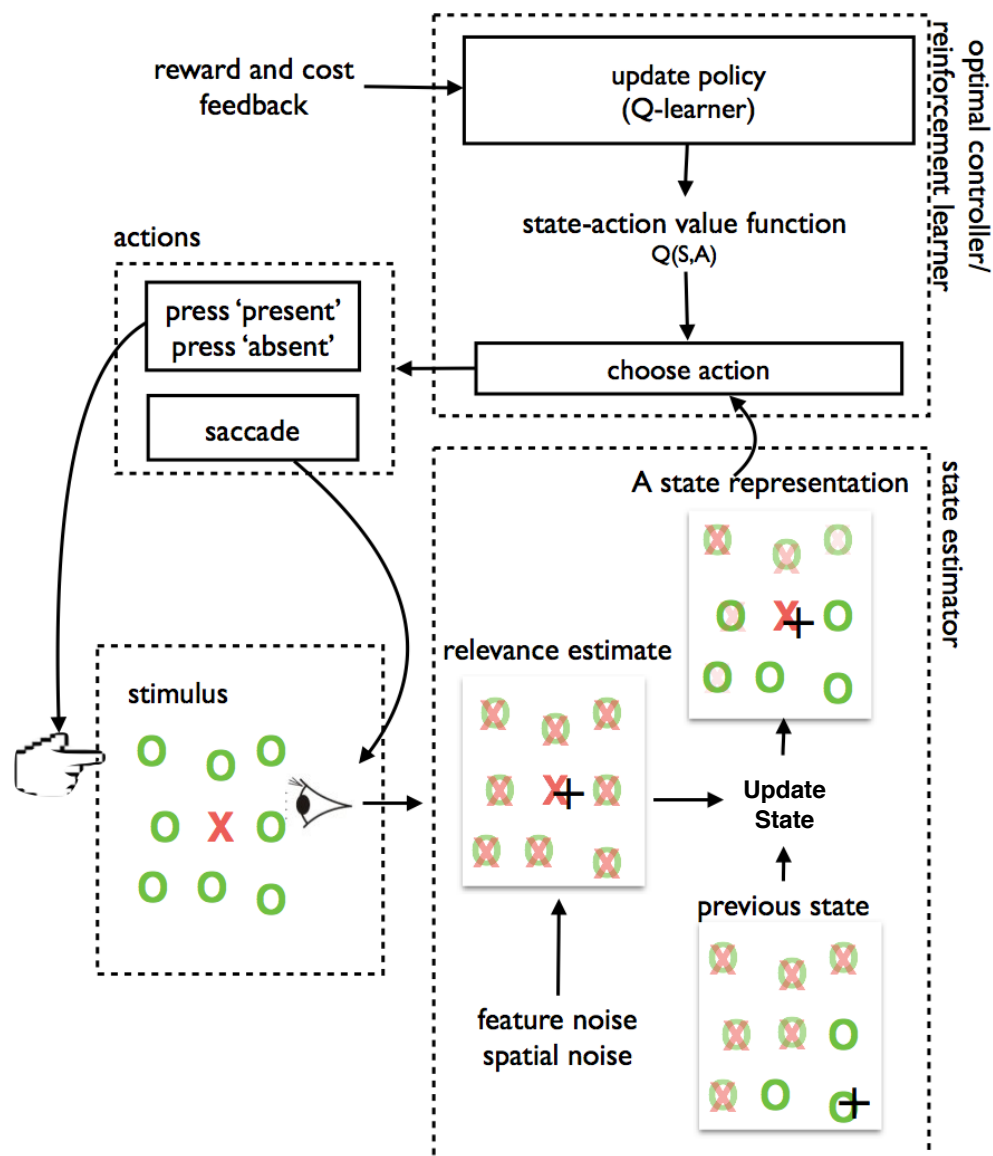 reward and cost
feedback
update policy
(Q-learner)
optimal controller/
reinforcement learner
state-action value function
Q(S,A)
actions
press ‘present’
press ‘absent’
choose action
saccade
state estimator
A state representation
X O X O X O
X O X + O
X O O O
relevance estimate
X O X O X O
X O X + X O
X O X O X O
stimulus
O O O
O X O
O O O
Update
State
previous state
X O X O X O
X O X O O
X O O O +
feature noise
spatial noise